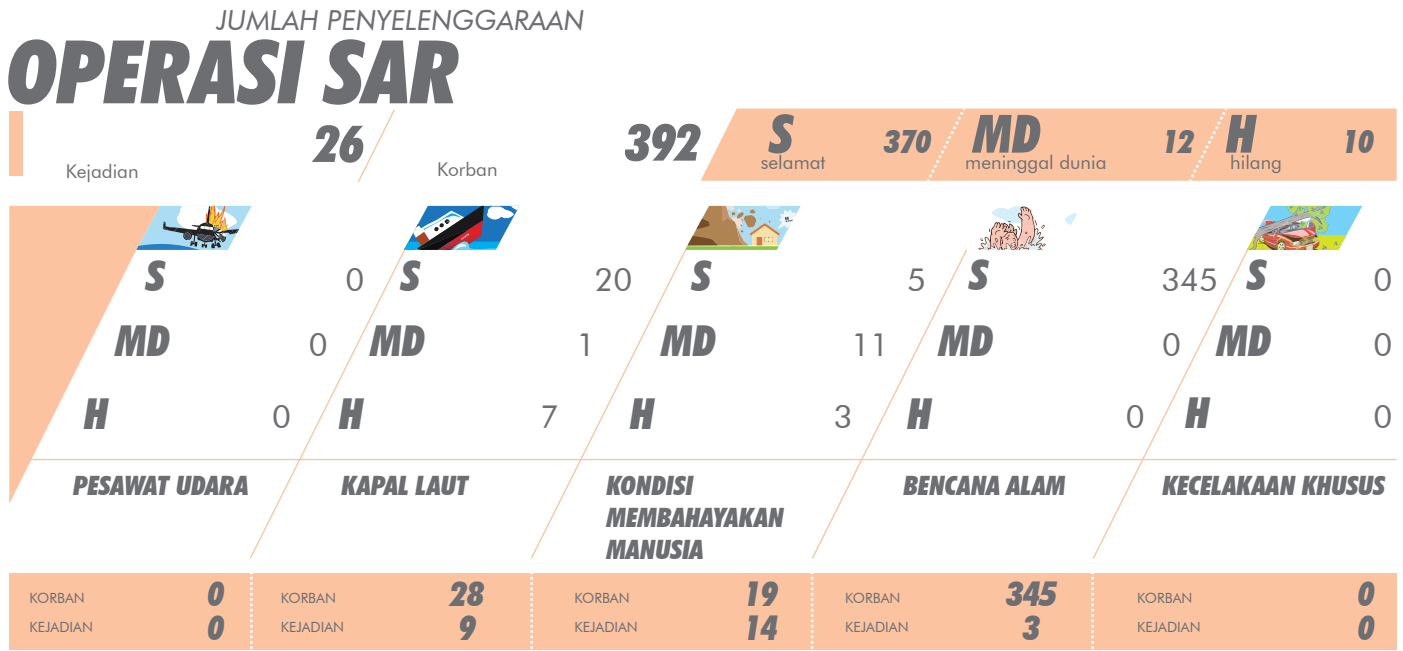 JUMLAH PENYELENGGARAAN
OPERASI SAR
Kejadian 26
Korban 392
S selamat 370
MD meninggal dunia 12
H hilang 10
S 0 S 20 S 5 S 345 S 0
MD 0 MD 1 MD 11 MD 0 MD 0
H 0 H 7 H 3 H 0 H 0
PESAWAT UDARA
KAPAL LAUT
KONDISI
MEMBAHAYAKAN
MANUSIA
BENCANA ALAM
KECELAKAAN KHUSUS
KORBAN 0 KORBAN 28 KORBAN 19 KORBAN 345 KORBAN 0
KEJADIAN 0 KEJADIAN 9 KEJADIAN 14 KEJADIAN 3 KEJADIAN 0